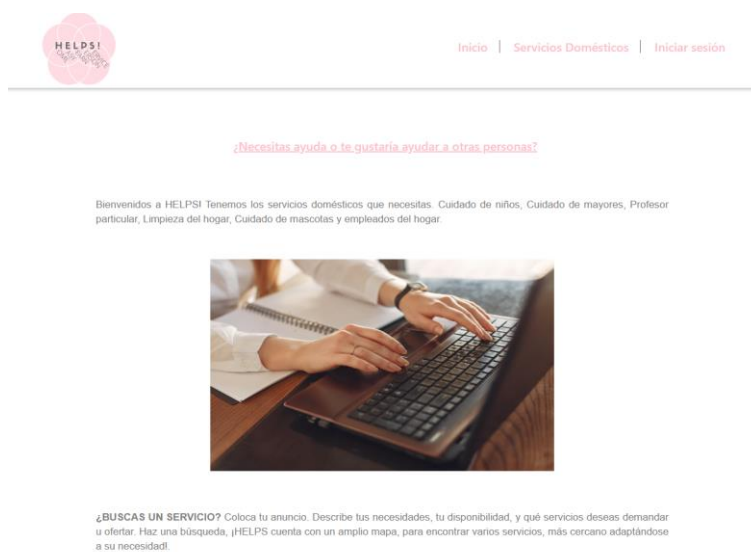 HELPS!
Inicio | Servicios Domésticos | Iniciar sesión
¿Necesitas ayuda o te gustaría ayudar a otras personas?
Bienvenidos a HELPS! Tenemos los servicios domésticos que necesitas. Cuidado de niños, Cuidado de mayores, Profesor
particular, Limpieza del hogar, Cuidado de mascotas y empleados del hogar.
¿BUSCAS UN SERVICIO? Coloca tu anuncio. Describe tus necesidades, tu disponibilidad, y qué servicios deseas demandar
u ofertar. Haz una búsqueda, ¡HELPS cuenta con un amplio mapa, para encontrar varios servicios, más cercano adaptándose
a su necesidad!.